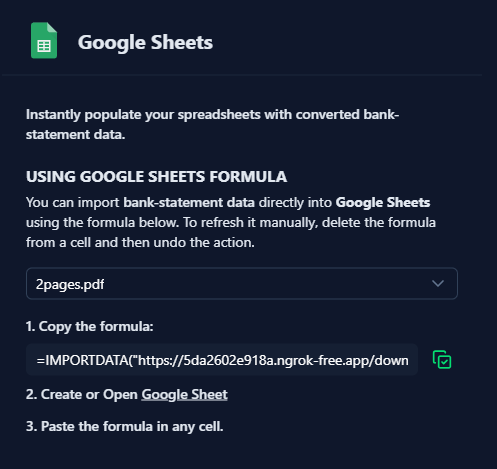 Google Sheets
Instantly populate your spreadsheets with converted bank-
statement data.
USING GOOGLE SHEETS FORMULA
You can import bank-statement data directly into Google Sheets
using the formula below. To refresh it manually, delete the formula
from a cell and then undo the action.
2pages.pdf
1. Copy the formula:
=IMPORTDATA("https://5da2602e918a.ngrok-free.app/down
2. Create or Open Google Sheet
3. Paste the formula in any cell.